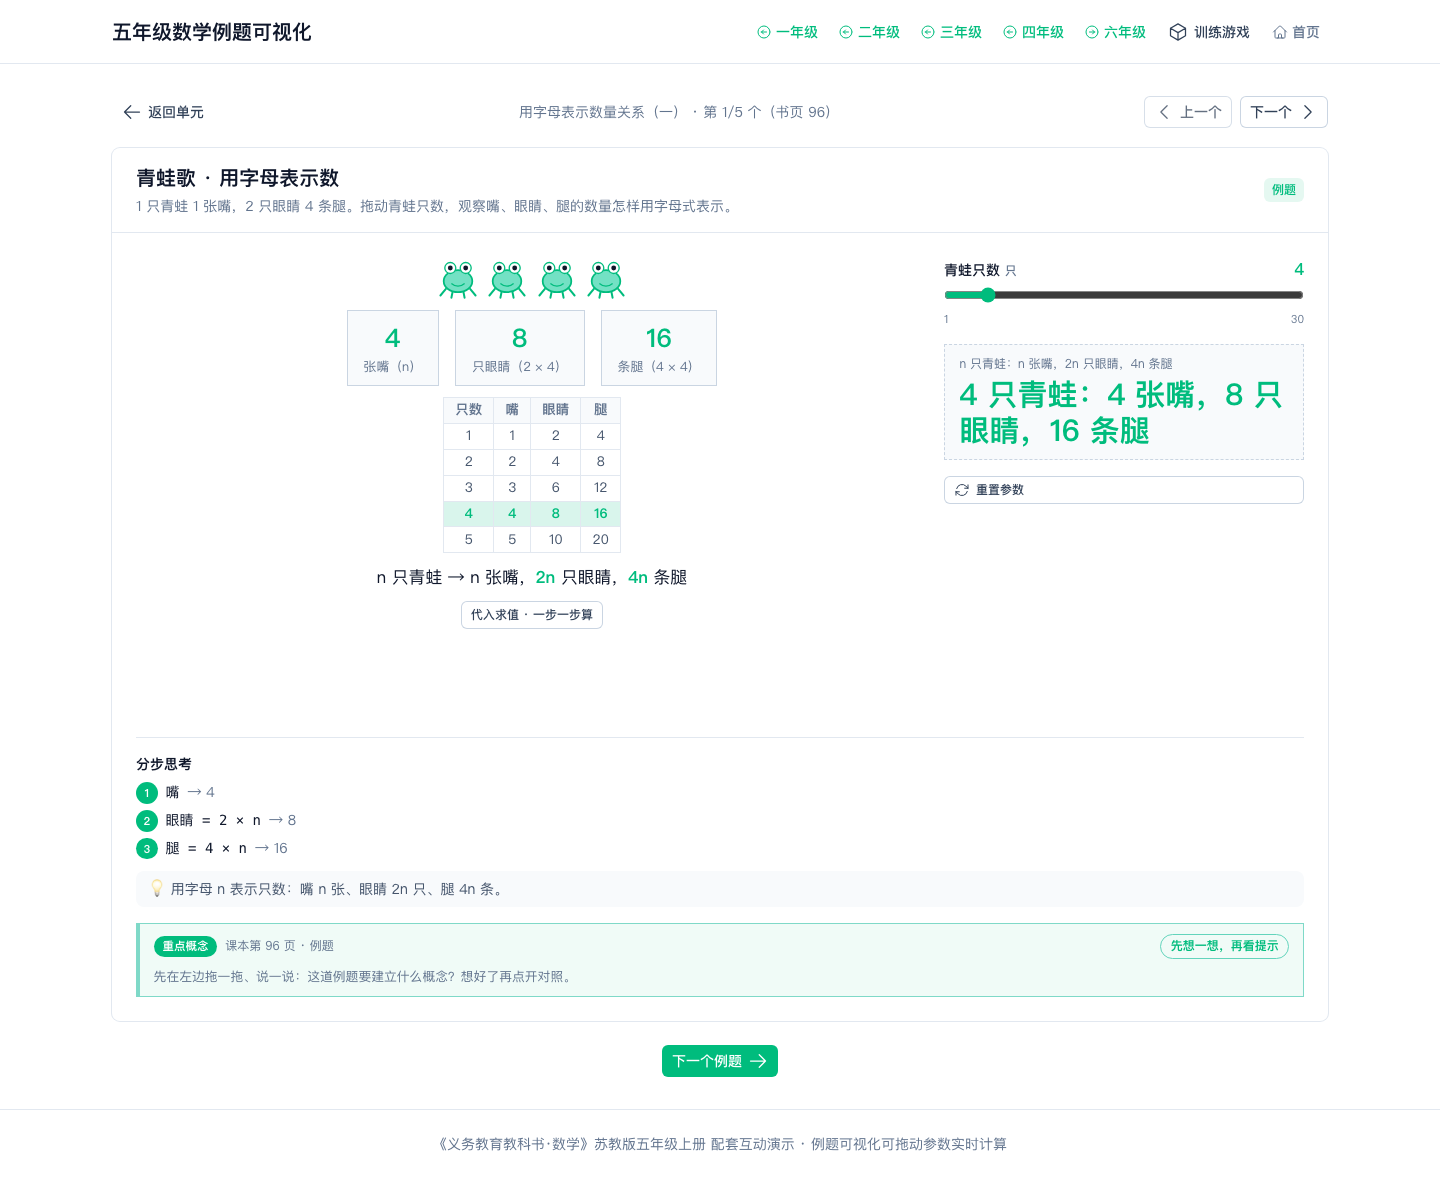 五年级数学例题可视化
一年级 二年级 三年级 四年级 六年级 训练游戏 首页
返回单元
用字母表示数量关系（一） · 第 1/5 个（书页 96）
上一个 下一个
青蛙歌 · 用字母表示数
1 只青蛙 1 张嘴，2 只眼睛 4 条腿。拖动青蛙只数，观察嘴、眼睛、腿的数量怎样用字母式表示。
例题
4
张嘴（n）
8
只眼睛（2 × 4）
16
条腿（4 × 4）
只数 嘴 眼睛 腿
1 1 2 4
2 2 4 8
3 3 6 12
4 4 8 16
5 5 10 20
n 只青蛙 → n 张嘴，2n 只眼睛，4n 条腿
代入求值 · 一步一步算
青蛙只数 只 4
1 30
n 只青蛙：n 张嘴，2n 只眼睛，4n 条腿
4 只青蛙：4 张嘴，8 只
眼睛，16 条腿
重置参数
分步思考
1 嘴 → 4
2 眼睛 = 2 × n → 8
3 腿 = 4 × n → 16
用字母 n 表示只数：嘴 n 张、眼睛 2n 只、腿 4n 条。
重点概念 课本第 96 页 · 例题
先想一想，再看提示
先在左边拖一拖、说一说：这道例题要建立什么概念？想好了再点开对照。
下一个例题
《义务教育教科书·数学》苏教版五年级上册 配套互动演示 · 例题可视化可拖动参数实时计算